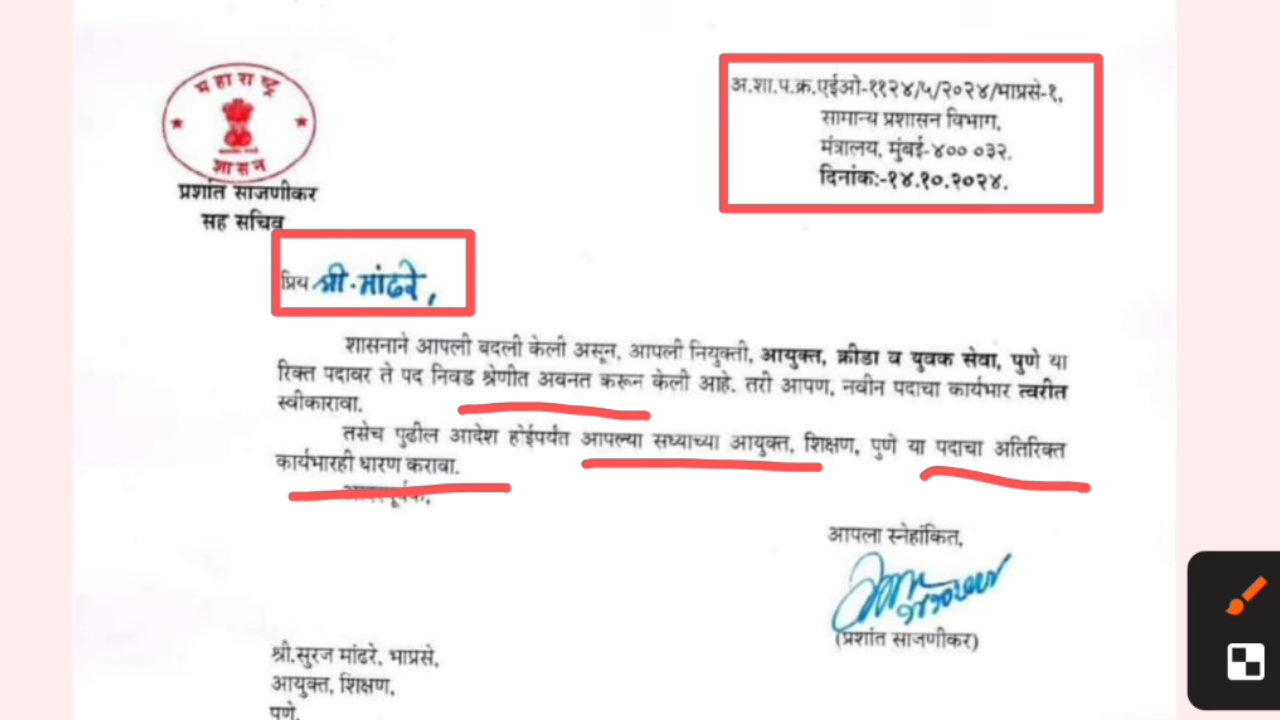 महाराष्ट्र
शासन
प्रशांत साजणीकर
सह सचिव
अ.शा.प.क्र.एईओ-११२४/५/२०२४/भाप्रसे-१,
सामान्य प्रशासन विभाग,
मंत्रालय, मुंबई-४०० ०३२.
दिनांक:-१४.१०.२०२४.
प्रिय श्री. मांढरे,
शासनाने आपली बदली केली असून, आपली नियुक्ती, आयुक्त, क्रीडा व युवक सेवा, पुणे या
रिक्त पदावर ते पद निवड श्रेणीत अवनत करून केली आहे. तरी आपण, नवीन पदाचा कार्यभार त्वरीत
स्वीकारावा.
तसेच पुढील आदेश होईपर्यंत आपल्या सध्याच्या आयुक्त, शिक्षण, पुणे या पदाचा अतिरिक्त
कार्यभारही धारण करावा.
आदरपूर्वक,
आपला स्नेहांकित,
(प्रशांत साजणीकर)
श्री.सुरज मांढरे, भाप्रसे,
आयुक्त, शिक्षण,
पुणे.